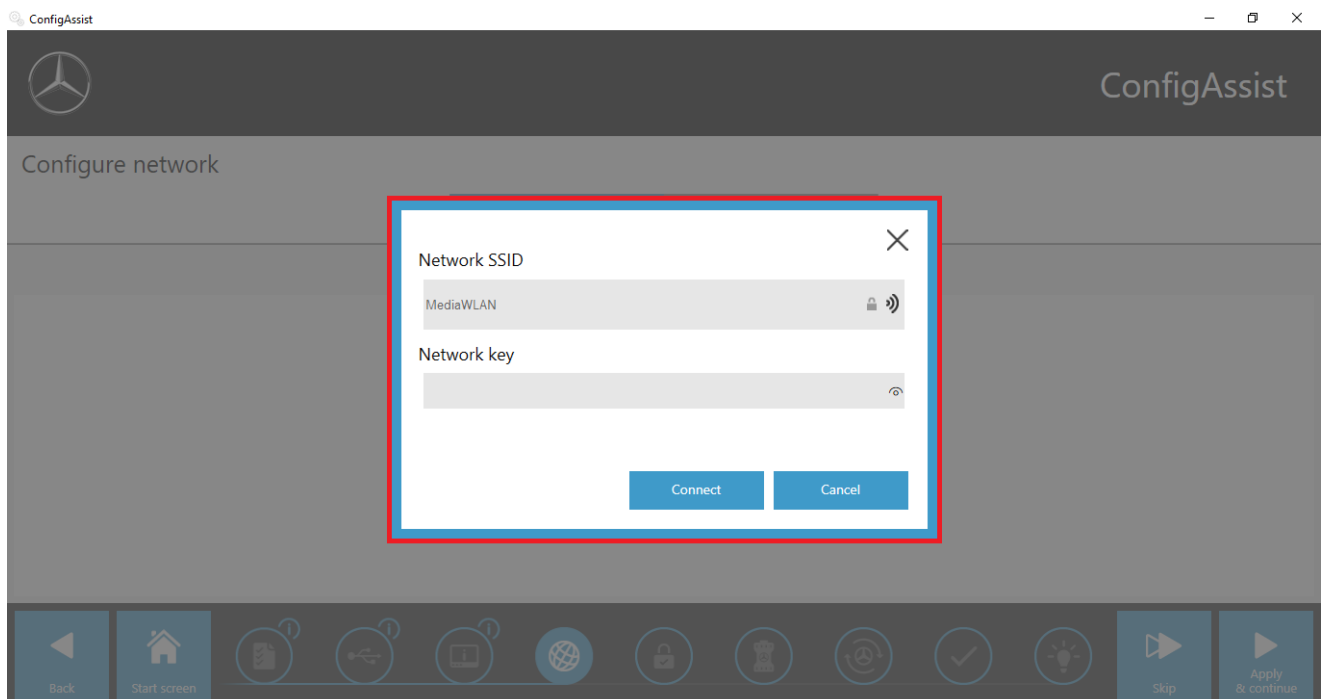 ConfigAssist
ConfigAssist
Configure network
Network SSID
MediaWLAN
Network key
Connect Cancel
Back Start screen Skip Apply
& continue